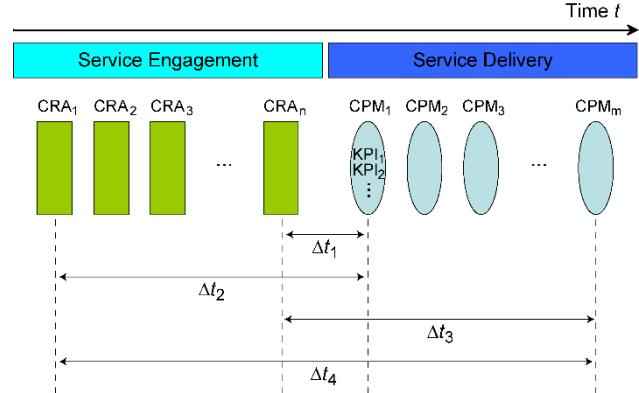 Time t
Service Engagement Service Delivery
CRA1 CRA2 CRA3 CRAn CPM1 CPM2 CPM3 CPMm
KPI1
... KPI2 ...
⋮
Δt1
Δt2
Δt3
Δt4